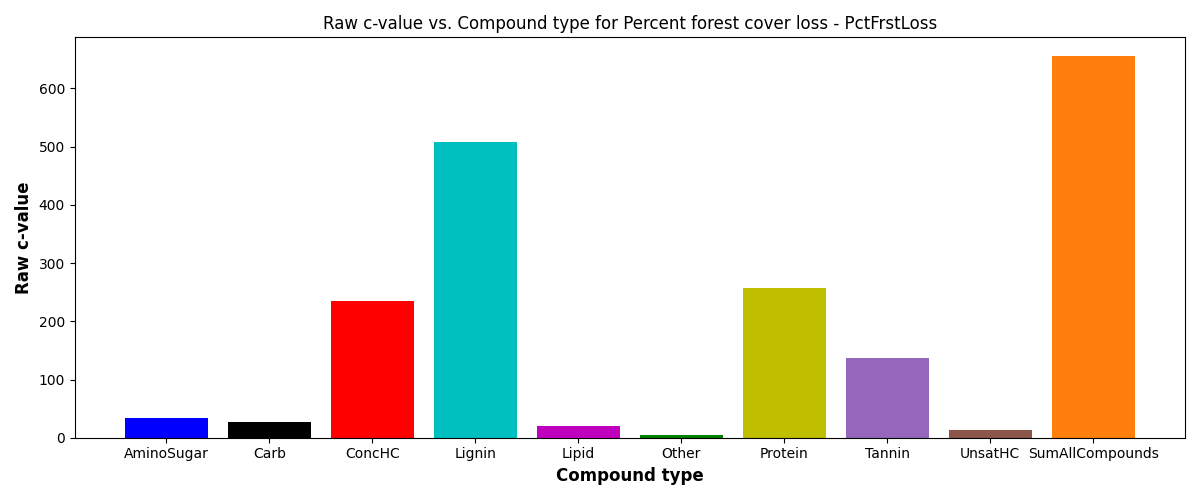 Raw c-value vs. Compound type for Percent forest cover loss - PctFrstLoss
Raw c-value
600
500
400
300
200
100
0
AminoSugar Carb ConcHC Lignin Lipid Other Protein Tannin UnsatHC SumAllCompounds
Compound type